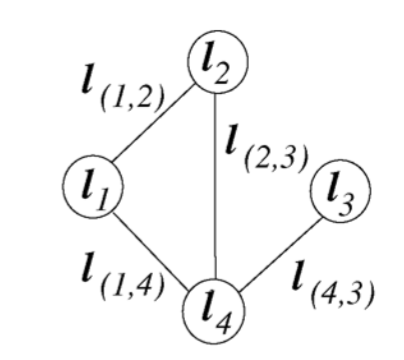 l2
l(1,2)
l(2,3)
l1
l3
l(1,4)
l(4,3)
l4